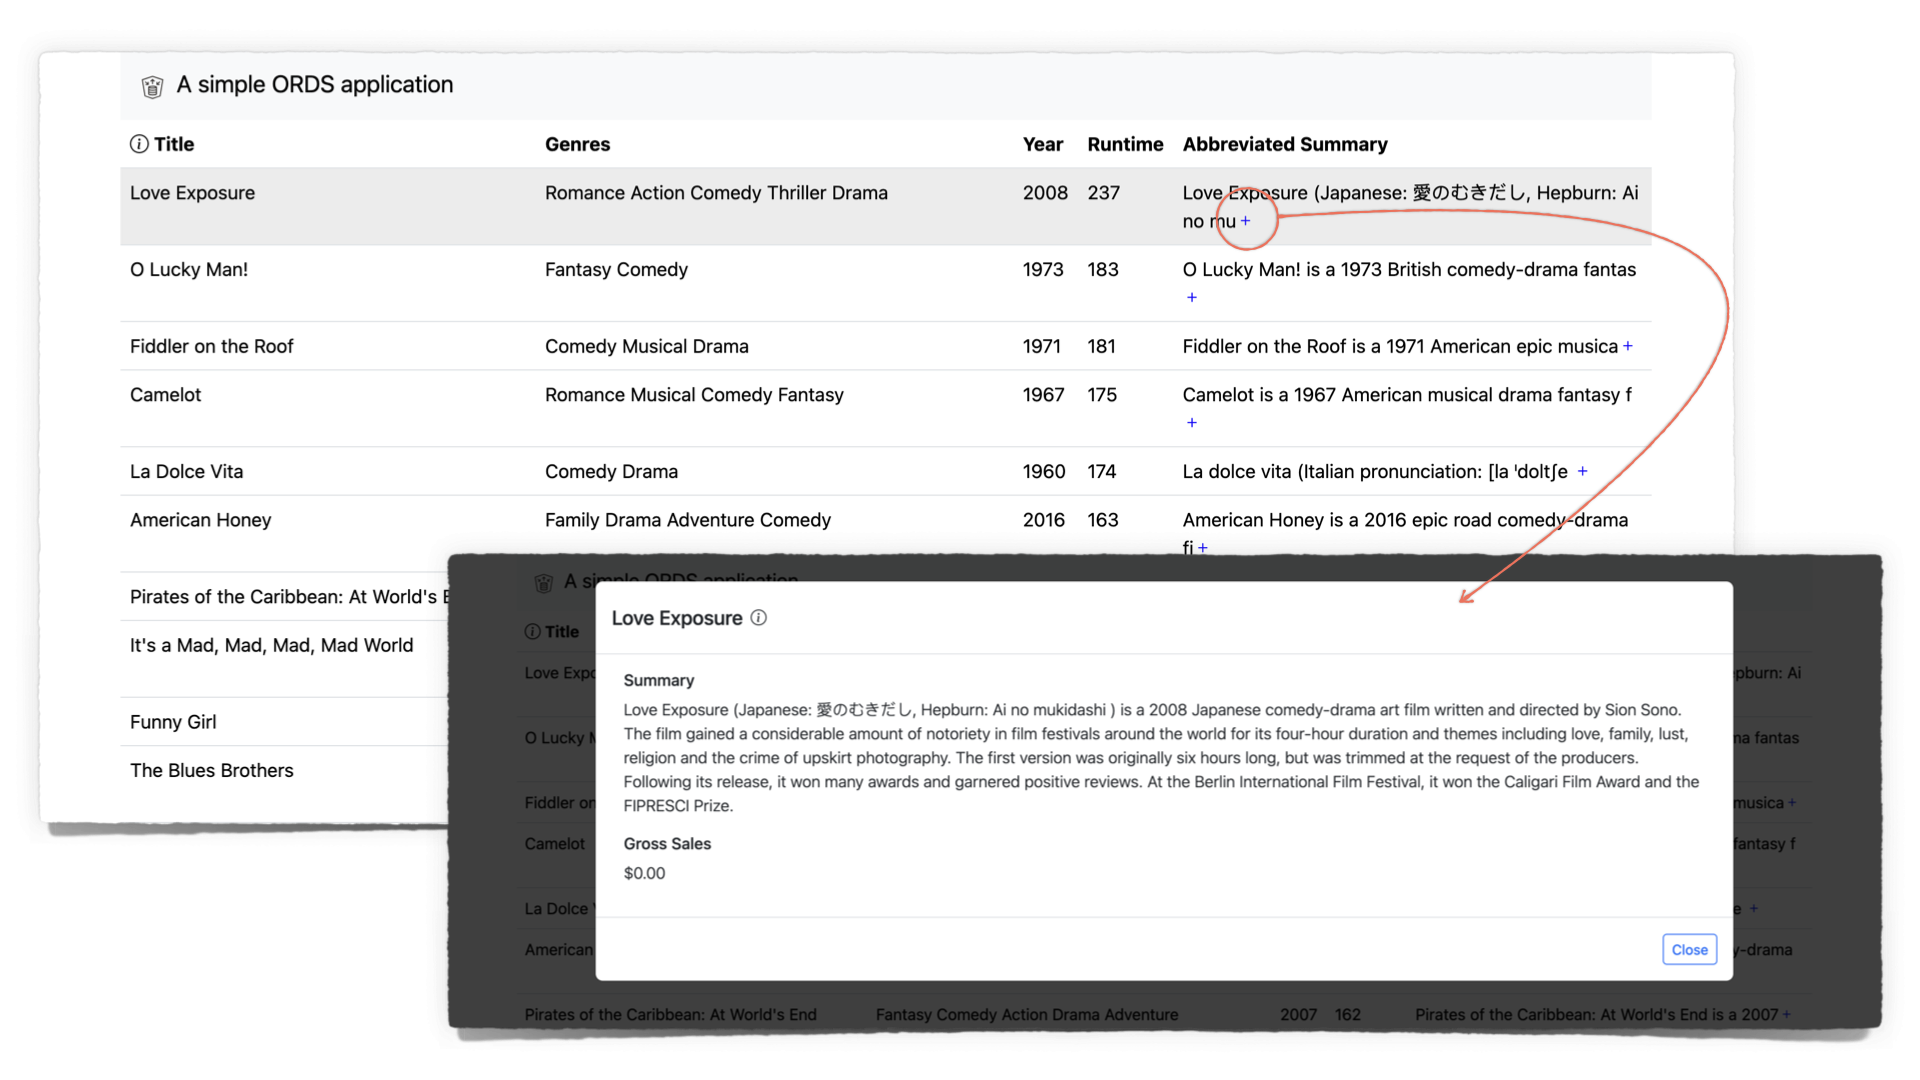 A simple ORDS application
Title Genres Year Runtime Abbreviated Summary
Love Exposure Romance Action Comedy Thriller Drama 2008 237 Love Exposure (Japanese: 愛のむきだし, Hepburn: Ai
no mu +
O Lucky Man! Fantasy Comedy 1973 183 O Lucky Man! is a 1973 British comedy-drama fantas
+
Fiddler on the Roof Comedy Musical Drama 1971 181 Fiddler on the Roof is a 1971 American epic musica +
Camelot Romance Musical Comedy Fantasy 1967 175 Camelot is a 1967 American musical drama fantasy f
+
La Dolce Vita Comedy Drama 1960 174 La dolce vita (Italian pronunciation: [la ˈdoltʃe +
American Honey Family Drama Adventure Comedy 2016 163 American Honey is a 2016 epic road comedy-drama
fi +
Pirates of the Caribbean: At World's E
It's a Mad, Mad, Mad, Mad World
Funny Girl
The Blues Brothers
A simple ORDS application
Title
Love Expo
pburn: Ai
O Lucky M
ma fantas
Fiddler on
musica +
Camelot
fantasy f
La Dolce
e +
American
y-drama
Pirates of the Caribbean: At World's End Fantasy Comedy Action Drama Adventure 2007 162 Pirates of the Caribbean: At World's End is a 2007 +
Love Exposure
Summary
Love Exposure (Japanese: 愛のむきだし, Hepburn: Ai no mukidashi ) is a 2008 Japanese comedy-drama art film written and directed by Sion Sono.
The film gained a considerable amount of notoriety in film festivals around the world for its four-hour duration and themes including love, family, lust,
religion and the crime of upskirt photography. The first version was originally six hours long, but was trimmed at the request of the producers.
Following its release, it won many awards and garnered positive reviews. At the Berlin International Film Festival, it won the Caligari Film Award and the
FIPRESCI Prize.
Gross Sales
$0.00
Close